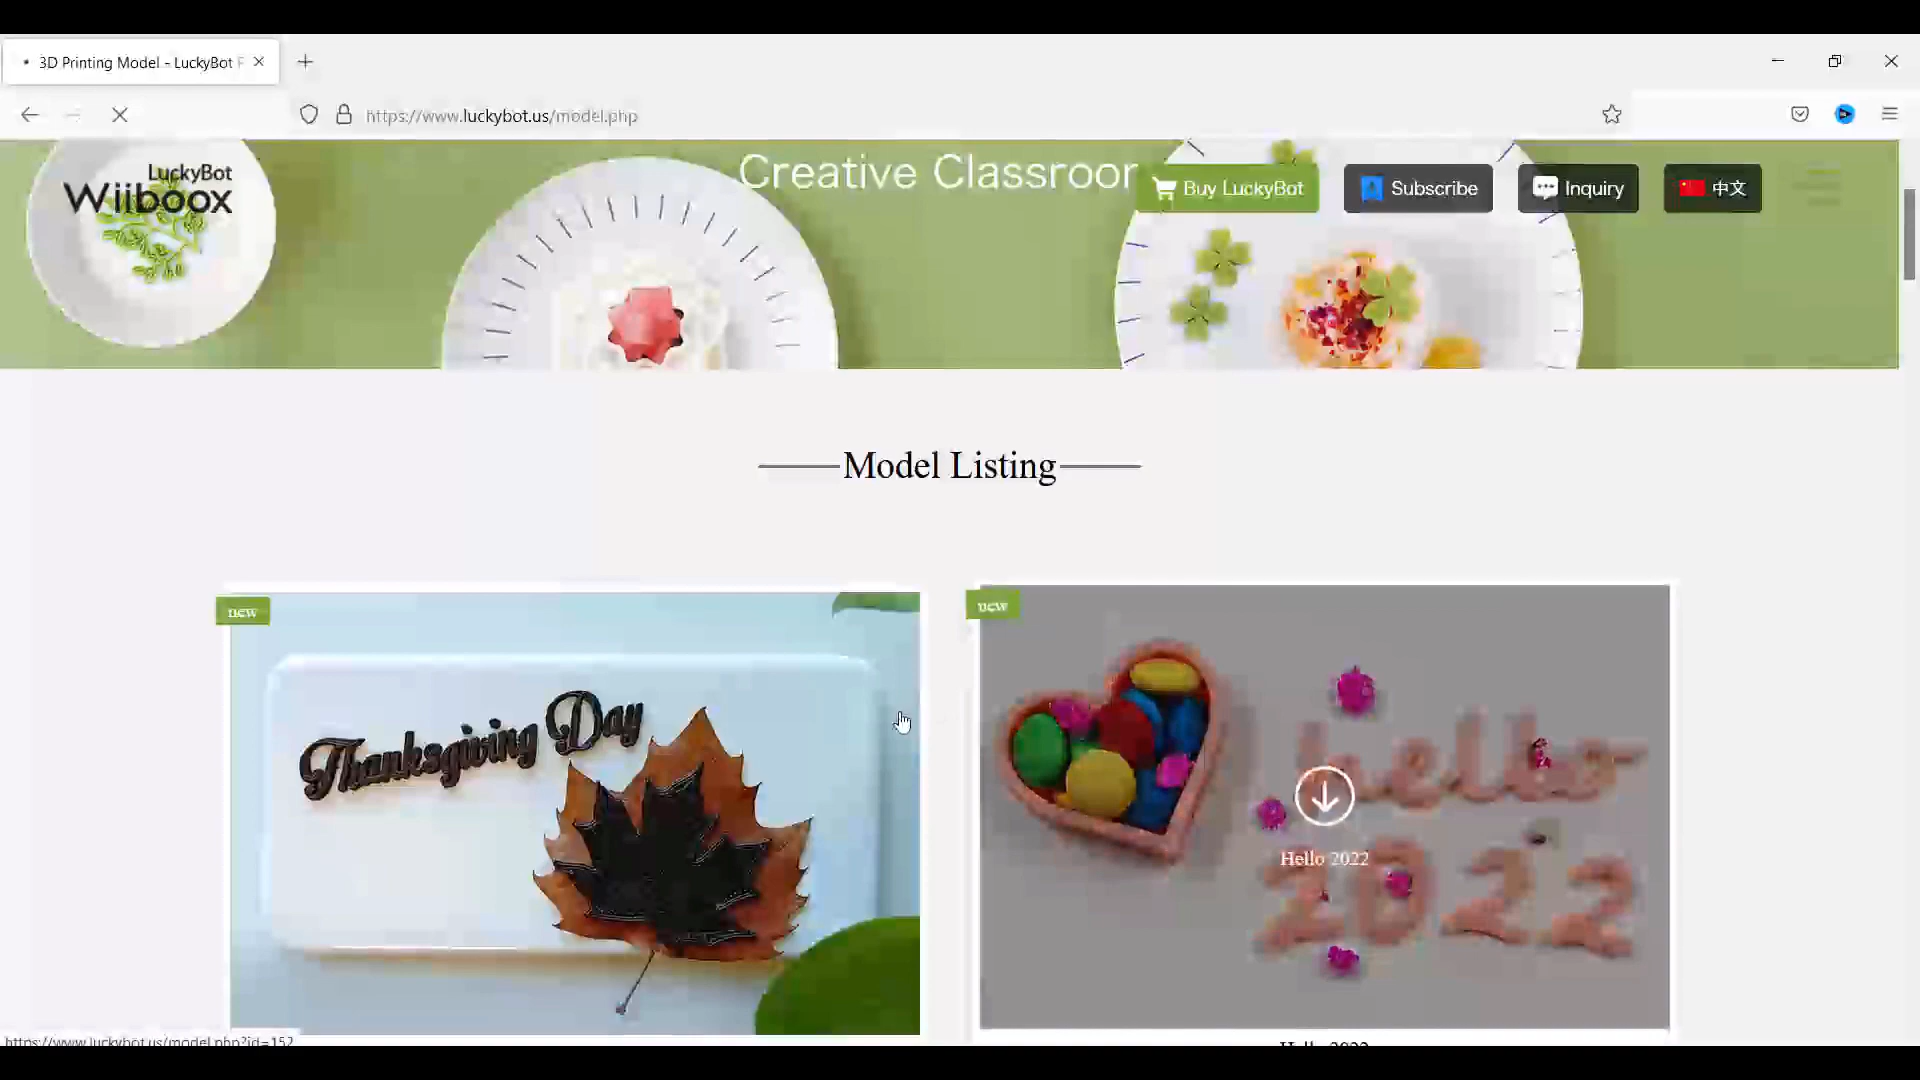 3D Printing Model - LuckyBot F
https://www.luckybot.us/model.php
LuckyBot
Wiiboox
Creative Classroor
Buy LuckyBot
Subscribe
Inquiry
中文
Model Listing
new
Thanksgiving Day
new
hello
2022
Hello 2022
https://www.luckybot.us/model.php?id=152
Hello 2022